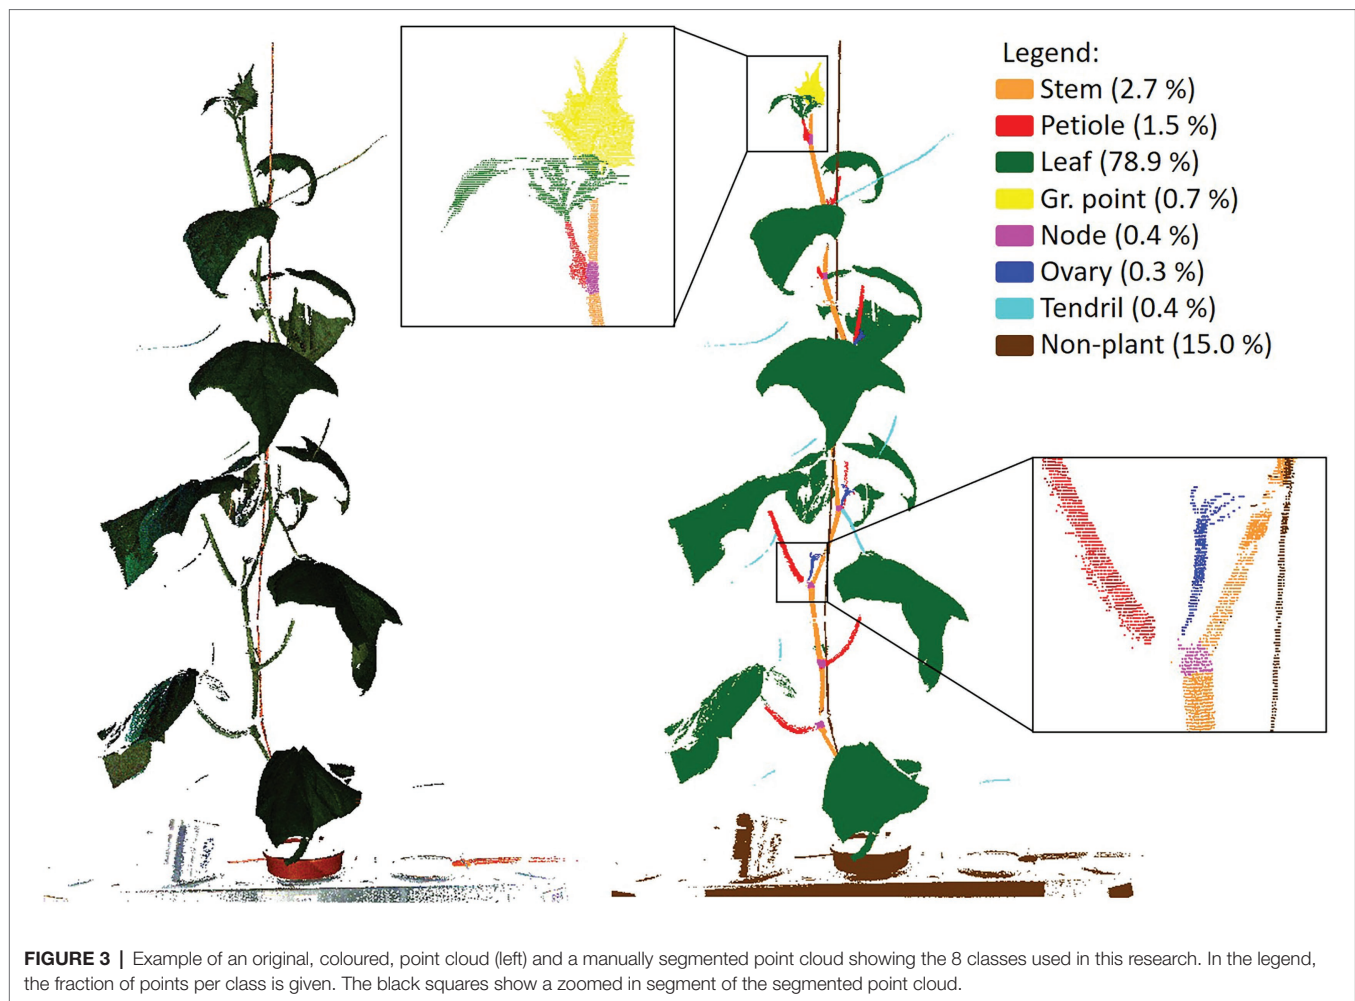 Legend:
Stem (2.7 %)
Petiole (1.5 %)
Leaf (78.9 %)
Gr. point (0.7 %)
Node (0.4 %)
Ovary (0.3 %)
Tendril (0.4 %)
Non-plant (15.0 %)
FIGURE 3 | Example of an original, coloured, point cloud (left) and a manually segmented point cloud showing the 8 classes used in this research. In the legend,
the fraction of points per class is given. The black squares show a zoomed in segment of the segmented point cloud.